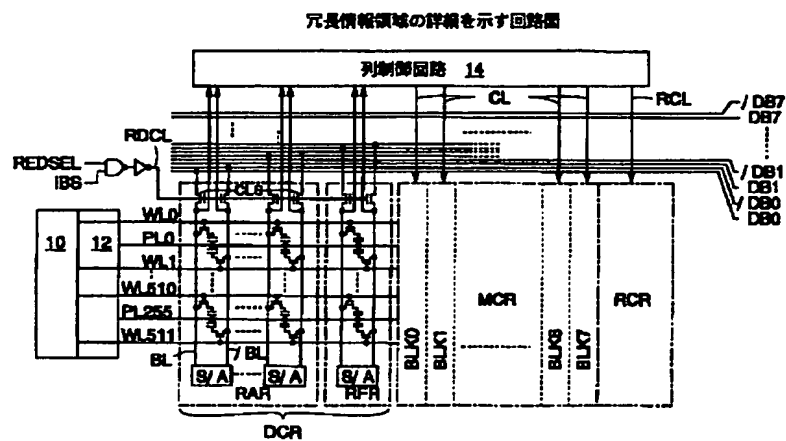 冗長情報領域の詳細を示す回路図
列制御回路 14
CL
RCL
/DB7
DB7
RDCL
REDSEL
IBS
/DB1
DB1
/DB0
DB0
CLS
10
12
WL0
PL0
WL1
WL510
PL255
WL511
BL
/BL
S/A
S/A
S/A
RAR
RFR
DCR
BLK0
BLK1
MCR
BLK6
BLK7
RCR